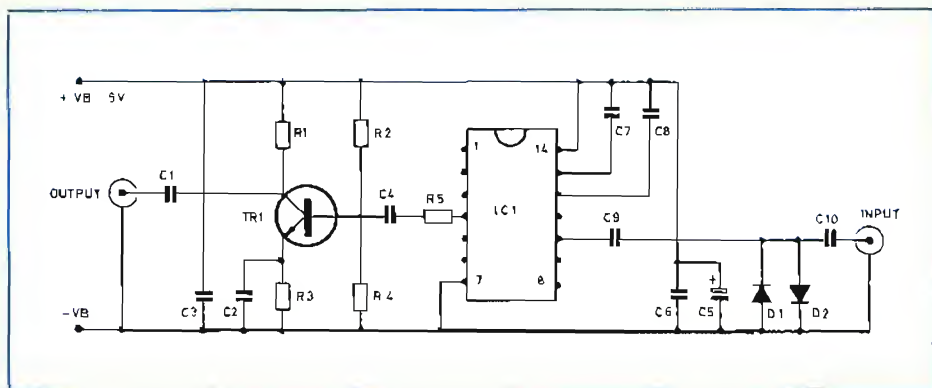 + VB 5V
R1
R2
C7
C8
1
14
OUTPUT
C1
TR1
C4
R5
IC1
C9
C10
INPUT
7
8
-VB
C3
C2
R3
R4
C6
+
C5
D1
D2